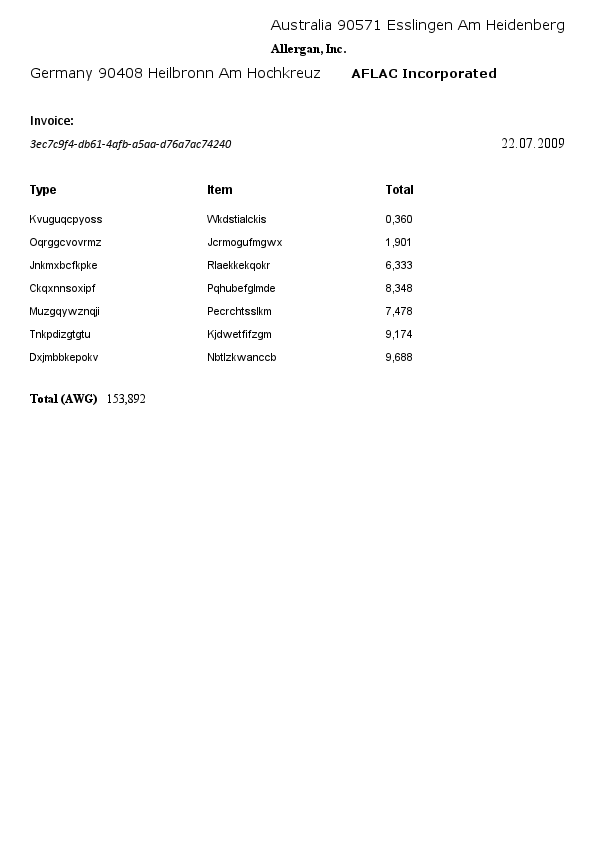 Australia 90571 Esslingen Am Heidenberg
Allergan, Inc.
Germany 90408 Heilbronn Am Hochkreuz AFLAC Incorporated
Invoice:
3ec7c9f4-db61-4afb-a5aa-d76a7ac74240 22.07.2009
Type Item Total
Kvuguqcpyoss Wkdstialckis 0,360
Oqrggcvovrmz Jcrmogufmgwx 1,901
Jnkmxbcfkpke Rlaekkekqokr 6,333
Ckqxnnsoxipf Pqhubefglmde 8,348
Muzgqywznqji Pecrchtsslkm 7,478
Tnkpdizgtgtu Kjdwetfifzgm 9,174
Dxjmbbkepokv Nbtlzkwanccb 9,688
Total (AWG) 153,892